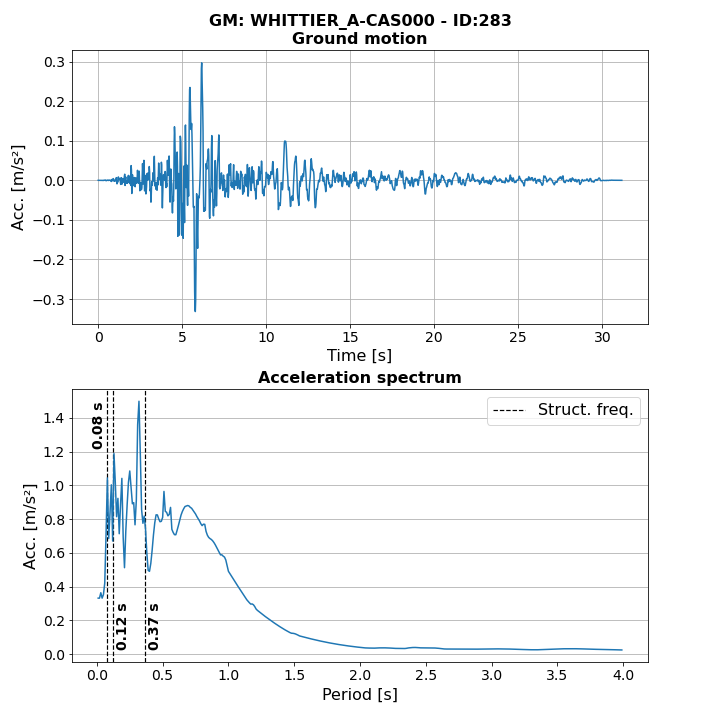 GM: WHITTIER_A-CAS000 - ID:283
Ground motion
0.3
0.2
0.1
0.0
−0.1
−0.2
−0.3
Acc. [m/s²]
0 5 10 15 20 25 30
Time [s]
Acceleration spectrum
1.4
1.2
1.0
0.8
0.6
0.4
0.2
0.0
Acc. [m/s²]
Struct. freq.
0.08 s
0.12 s
0.37 s
0.0 0.5 1.0 1.5 2.0 2.5 3.0 3.5 4.0
Period [s]